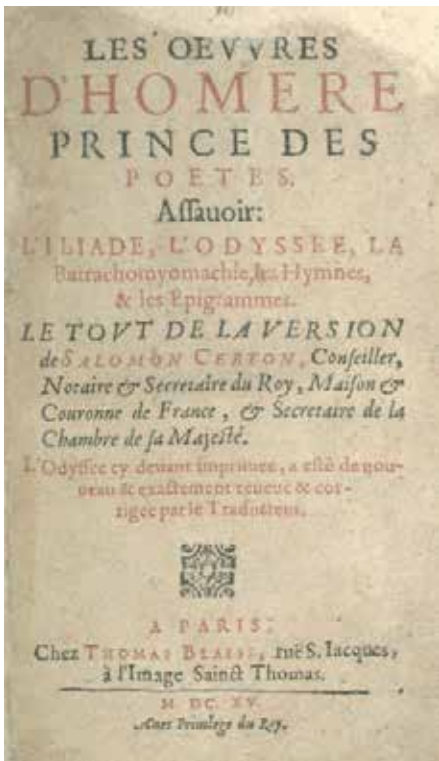 LES OEVVRES
D'HOMERE
PRINCE DES
POETES.
Aſſauoir:
L'ILIADE, L'ODYSSEE, LA
Batrachomyomachie, les Hymnes,
& les Epigrammes.
LE TOVT DE LA VERSION
de SALOMON CERTON, Conſeiller,
Notaire & Secretaire du Roy, Maiſon &
Couronne de France, & Secretaire de la
Chambre de ſa Majeſté.
L'Odyſſee cy deuant imprimee, a eſté de nou-
ueau & exactement reueuë & cor-
rigee par le Traducteur.
A PARIS:
Chez THOMAS BLAISE, ruë S. Iacques,
à l'Image Sainct Thomas.
M. DC. XV.
Auec Priuilege du Roy.